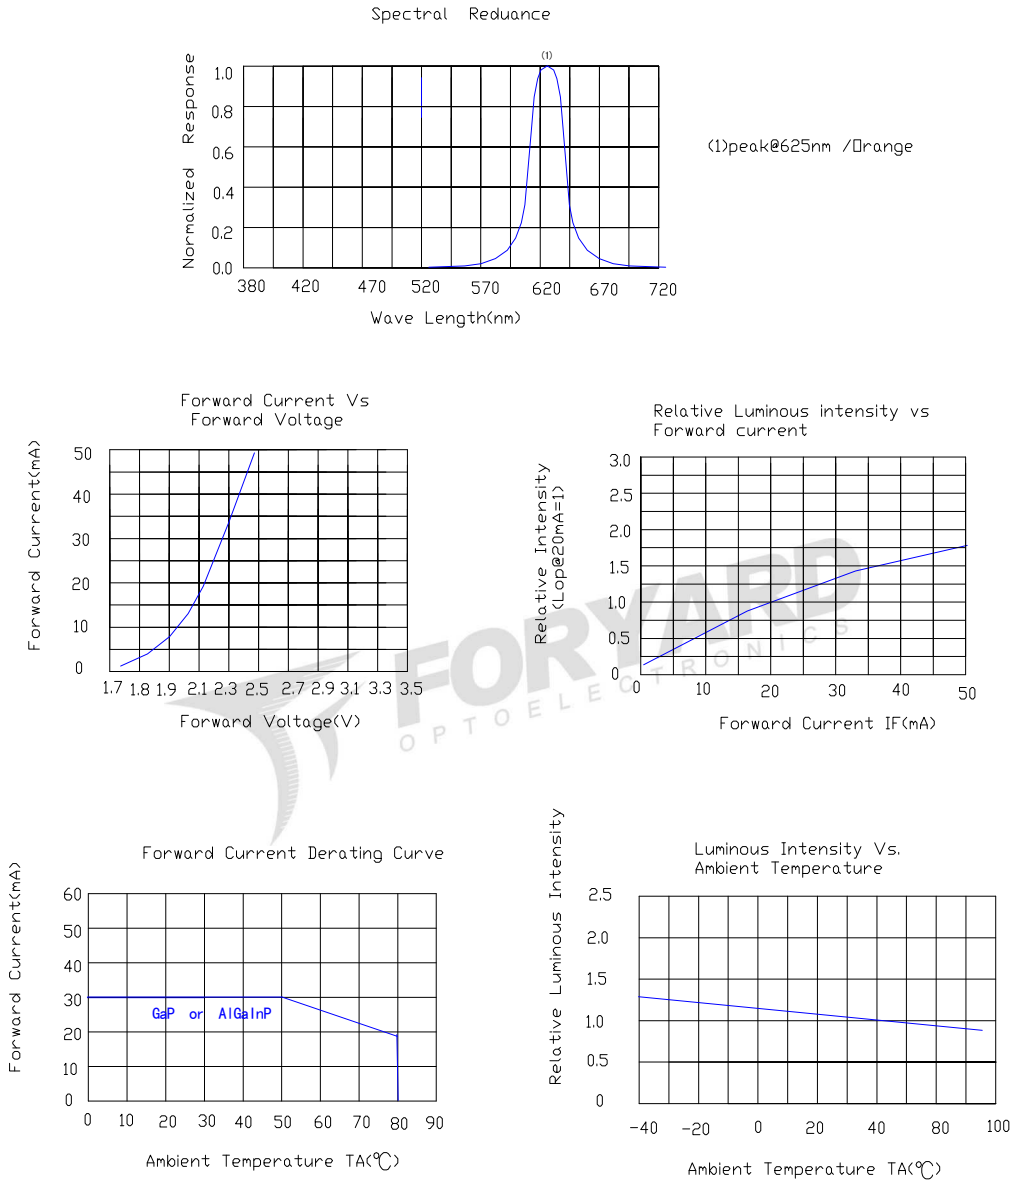 Spectral Reduance
(1)
Normalized Response
1.0
0.8
0.6
0.4
0.2
0.0
380 420 470 520 570 620 670 720
Wave Length(nm)
(1)peak@625nm /Orange
Forward Current Vs
Forward Voltage
Forward Current(mA)
50
40
30
20
10
0
1.7 1.8 1.9 2.1 2.3 2.5 2.7 2.9 3.1 3.3 3.5
Forward Voltage(V)
Relative Luminous intensity vs
Forward current
Relative Intensity
(Lop@20mA=1)
3.0
2.5
2.0
1.5
1.0
0.5
0
0 10 20 30 40 50
Forward Current IF(mA)
FORYARD
OPTOELECTRONICS
Forward Current Derating Curve
Forward Current(mA)
60
50
40
30
20
10
0
GaP or AlGaInP
0 10 20 30 40 50 60 70 80 90
Ambient Temperature TA(℃)
Luminous Intensity Vs.
Ambient Temperature
Relative Luminous Intensity
2.5
2.0
1.5
1.0
0.5
0
-40 -20 0 20 40 80 100
Ambient Temperature TA(℃)